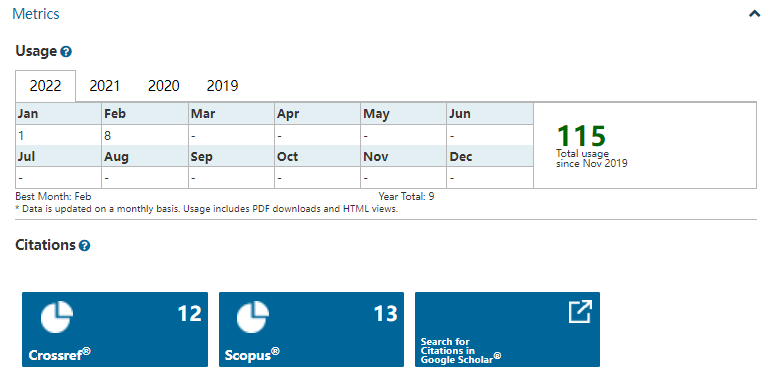 Metrics
Usage ?
2022 2021 2020 2019
Jan Feb Mar Apr May Jun
1 8 - - - -
Jul Aug Sep Oct Nov Dec
- - - - - -
115
Total usage
since Nov 2019
Best Month: Feb Year Total: 9
* Data is updated on a monthly basis. Usage includes PDF downloads and HTML views.
Citations ?
12
Crossref®
13
Scopus®
Search for
Citations in
Google Scholar®